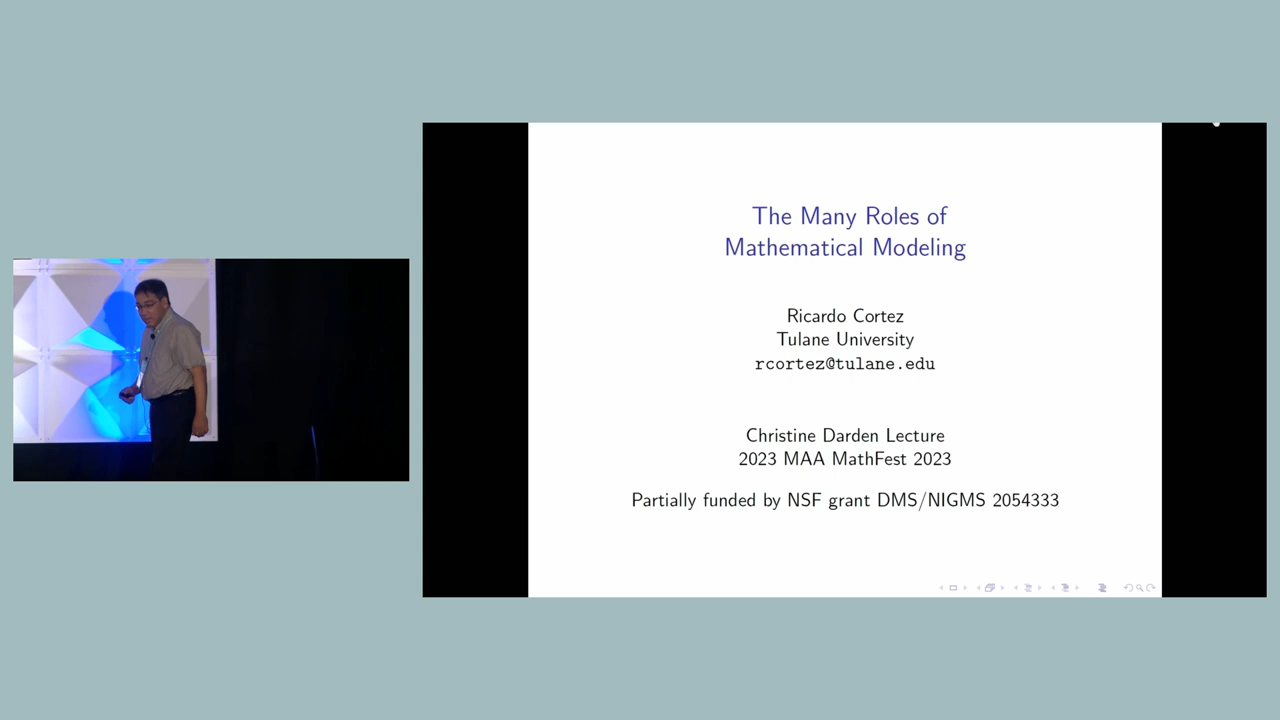 The Many Roles of
Mathematical Modeling
Ricardo Cortez
Tulane University
rcortez@tulane.edu
Christine Darden Lecture
2023 MAA MathFest 2023
Partially funded by NSF grant DMS/NIGMS 2054333